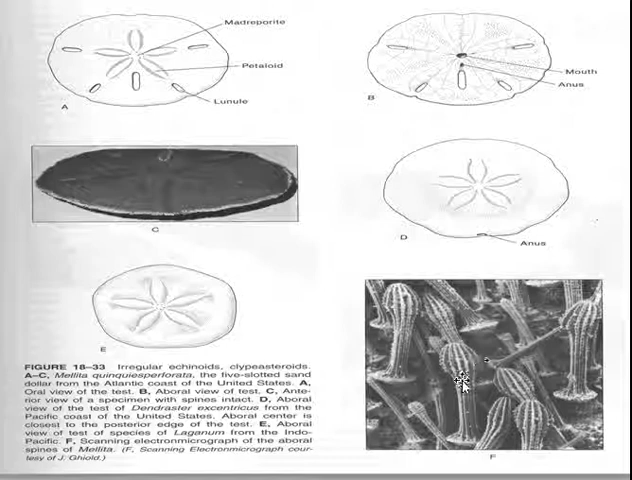 Madreporite
Petaloid
Lunule
A
Mouth
Anus
B
C
Anus
D
E
F
FIGURE 18–33 Irregular echinoids, clypeasteroids.
A–C, Mellita quinquiesperforata, the five-slotted sand
dollar from the Atlantic coast of the United States. A,
Oral view of the test. B, Aboral view of test. C, Ante-
rior view of a specimen with spines intact. D, Aboral
view of the test of Dendraster excentricus from the
Pacific coast of the United States. Aboral center is
closest to the posterior edge of the test. E, Aboral
view of test of species of Laganum from the Indo-
Pacific. F, Scanning electronmicrograph of the aboral
spines of Mellita. (F, Scanning Electronmicrograph cour-
tesy of J. Ghiold.)